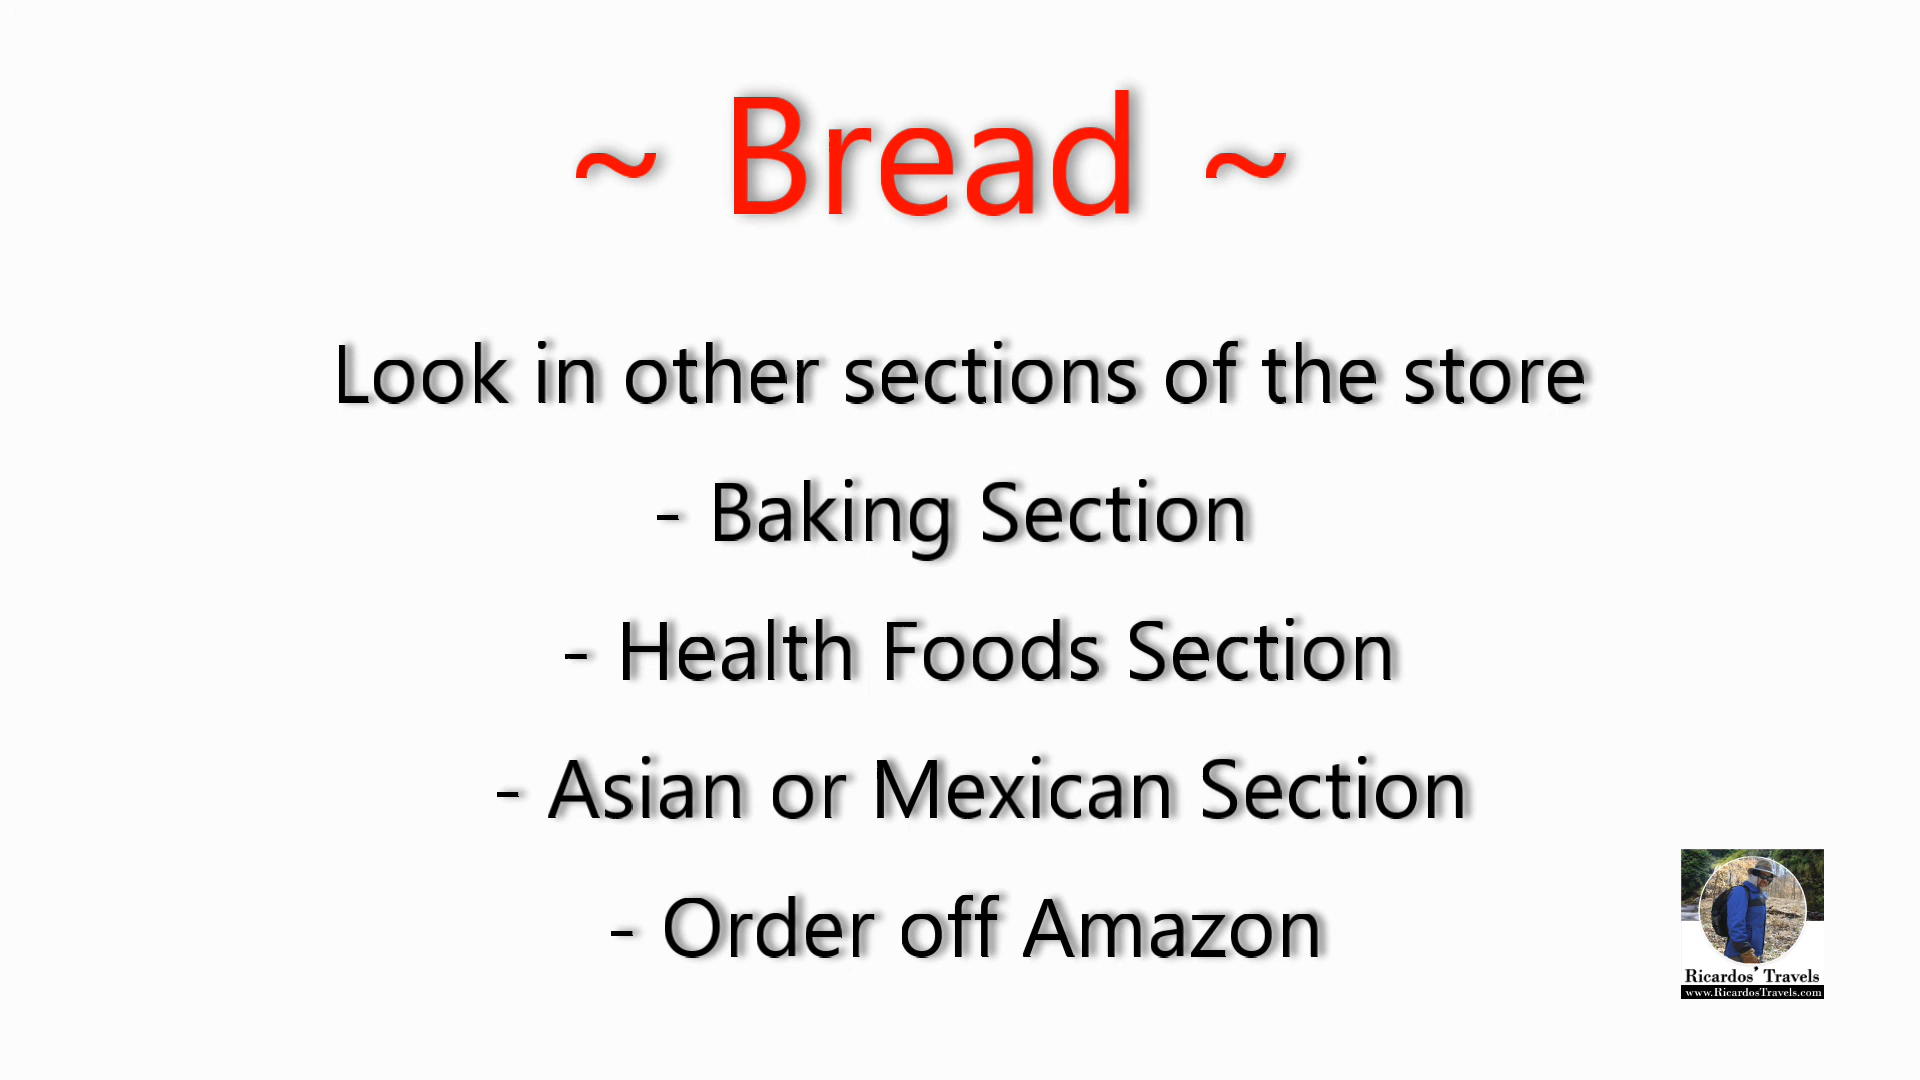 ~ Bread ~
Look in other sections of the store
- Baking Section
- Health Foods Section
- Asian or Mexican Section
- Order off Amazon
Ricardos' Travels
www.RicardosTravels.com